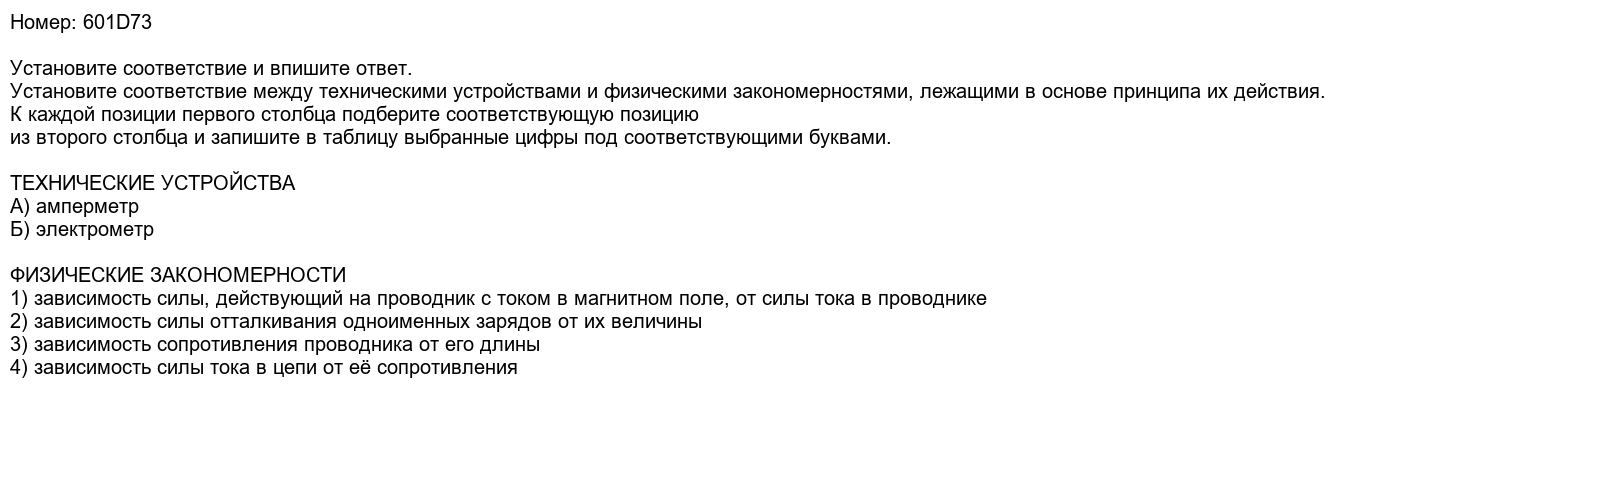 Номер: 601D73
Установите соответствие и впишите ответ.
Установите соответствие между техническими устройствами и физическими закономерностями, лежащими в основе принципа их действия.
К каждой позиции первого столбца подберите соответствующую позицию
из второго столбца и запишите в таблицу выбранные цифры под соответствующими буквами.
ТЕХНИЧЕСКИЕ УСТРОЙСТВА
А) амперметр
Б) электрометр
ФИЗИЧЕСКИЕ ЗАКОНОМЕРНОСТИ
1) зависимость силы, действующий на проводник с током в магнитном поле, от силы тока в проводнике
2) зависимость силы отталкивания одноименных зарядов от их величины
3) зависимость сопротивления проводника от его длины
4) зависимость силы тока в цепи от её сопротивления